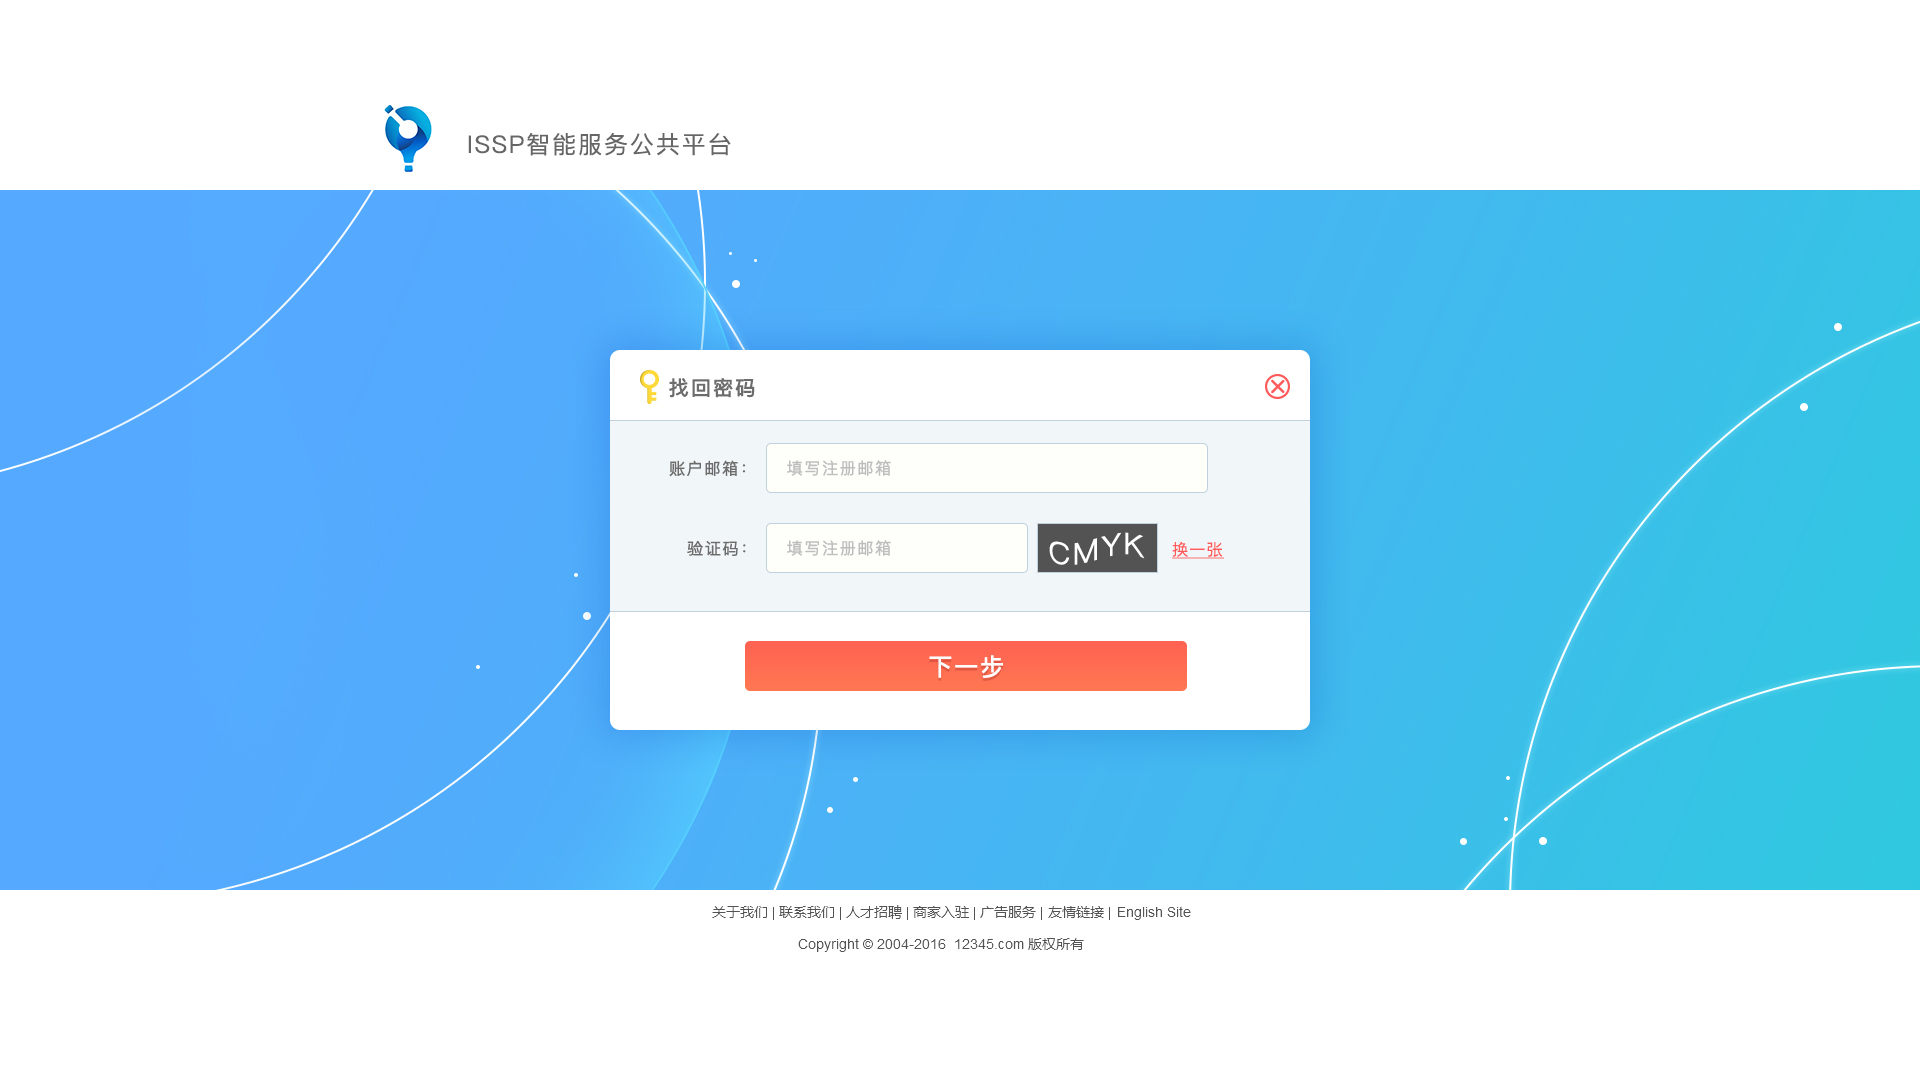 ISSP智能服务公共平台
找回密码
账户邮箱： 填写注册邮箱
验证码： 填写注册邮箱 CMYK 换一张
下一步
关于我们 | 联系我们 | 人才招聘 | 商家入驻 | 广告服务 | 友情链接 | English Site
Copyright © 2004-2016 12345.com 版权所有